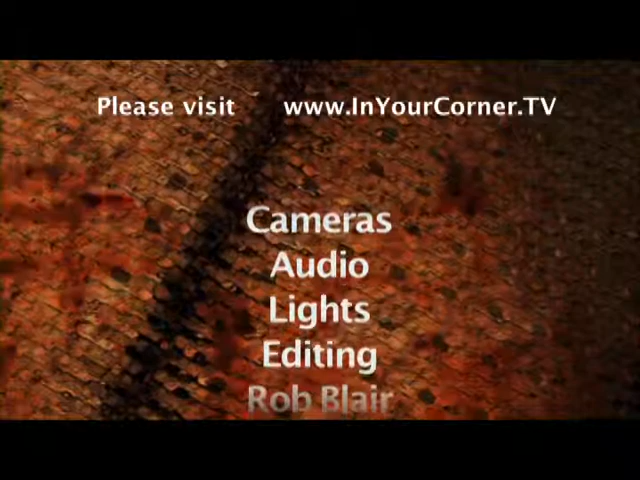 Please visit www.InYourCorner.TV
Cameras
Audio
Lights
Editing
Rob Blair